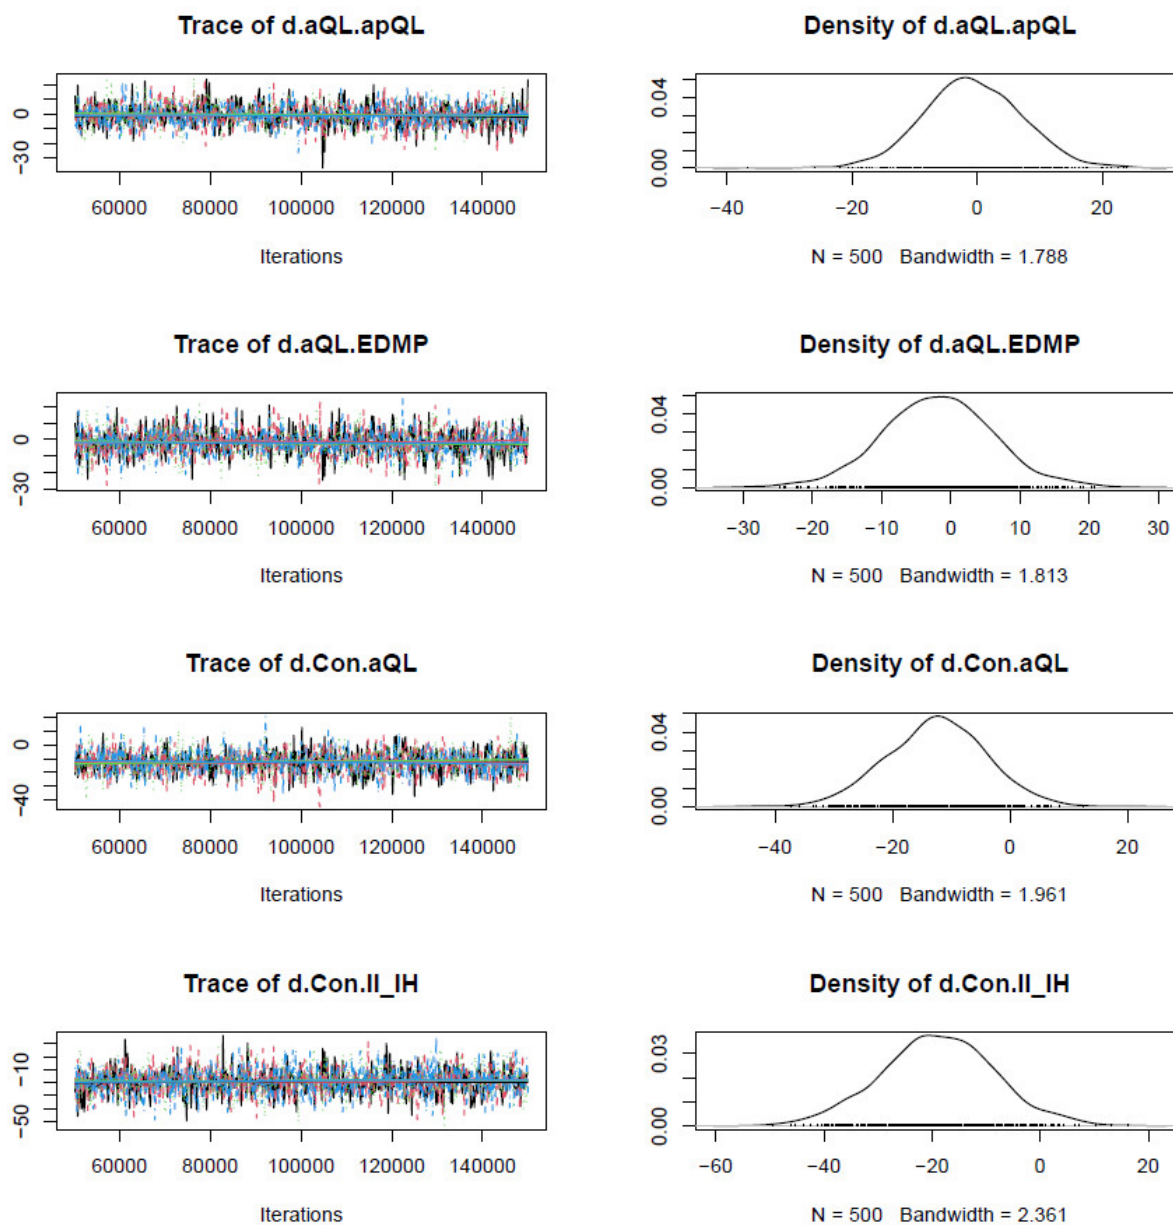 Trace of d.aQL.apQL
Density of d.aQL.apQL
0
-30
60000 80000 100000 120000 140000
Iterations
0.04
0.00
-40 -20 0 20
N = 500 Bandwidth = 1.788
Trace of d.aQL.EDMP
Density of d.aQL.EDMP
0
-30
60000 80000 100000 120000 140000
Iterations
0.04
0.00
-30 -20 -10 0 10 20 30
N = 500 Bandwidth = 1.813
Trace of d.Con.aQL
Density of d.Con.aQL
0
-40
60000 80000 100000 120000 140000
Iterations
0.04
0.00
-40 -20 0 20
N = 500 Bandwidth = 1.961
Trace of d.Con.II_IH
Density of d.Con.II_IH
-10
-50
60000 80000 100000 120000 140000
Iterations
0.03
0.00
-60 -40 -20 0 20
N = 500 Bandwidth = 2.361